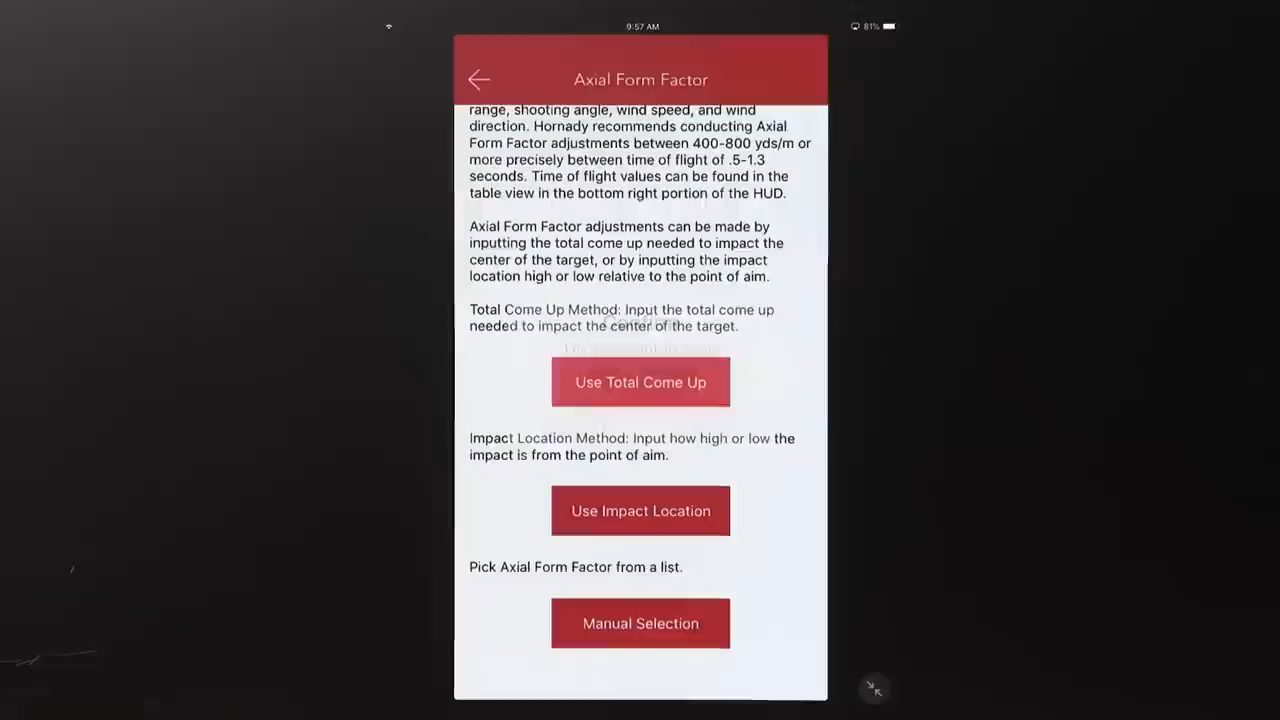 9:57 AM
81%
Axial Form Factor
range, shooting angle, wind speed, and wind
direction. Hornady recommends conducting Axial
Form Factor adjustments between 400-800 yds/m or
more precisely between time of flight of .5-1.3
seconds. Time of flight values can be found in the
table view in the bottom right portion of the HUD.
Axial Form Factor adjustments can be made by
inputting the total come up needed to impact the
center of the target, or by inputting the impact
location high or low relative to the point of aim.
Total Come Up Method: Input the total come up
needed to impact the center of the target.
Use Total Come Up
Impact Location Method: Input how high or low the
impact is from the point of aim.
Use Impact Location
Pick Axial Form Factor from a list.
Manual Selection